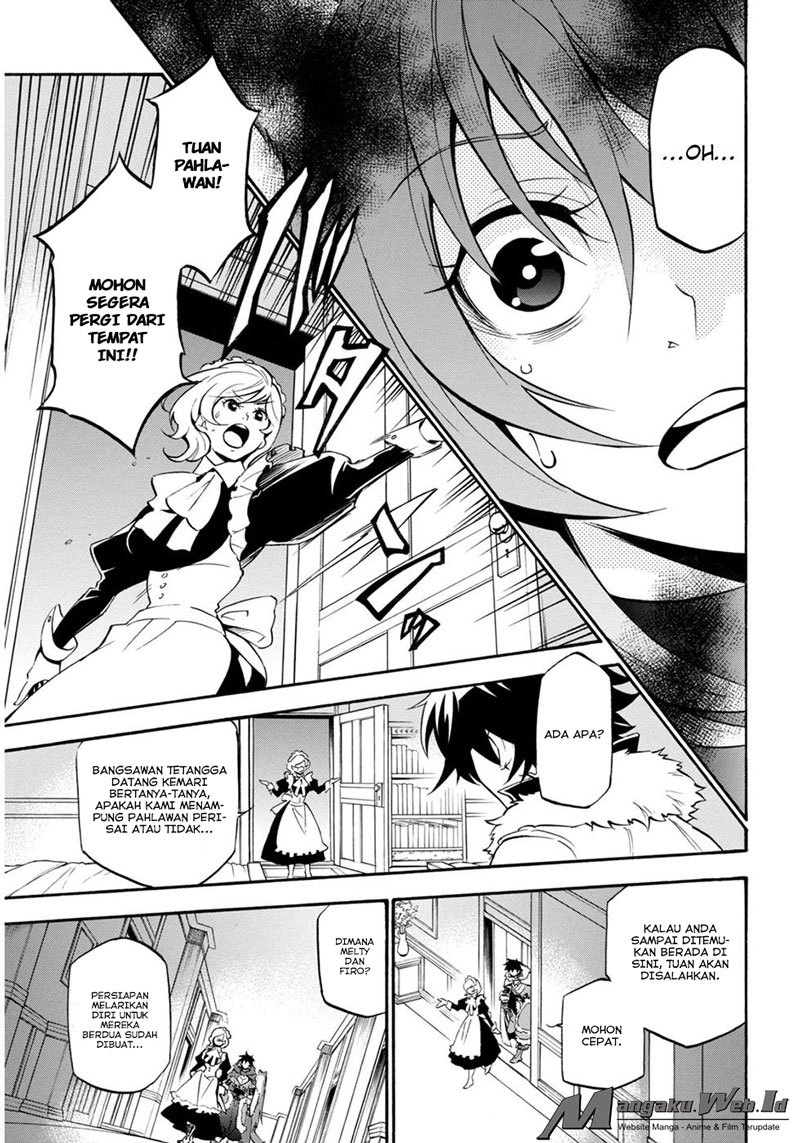 ...OH...
TUAN
PAHLA-
WAN!
MOHON
SEGERA
PERGI DARI
TEMPAT
INI!!
ADA APA?
BANGSAWAN TETANGGA
DATANG KEMARI
BERTANYA-TANYA,
APAKAH KAMI MENAM-
PUNG PAHLAWAN PERI-
SAI ATAU TIDAK...
KALAU ANDA
SAMPAI DITEMU-
KAN BERADA DI
SINI, TUAN AKAN
DISALAHKAN.
MOHON
CEPAT.
DIMANA
MELTY
DAN
FIRO?
PERSIAPAN
MELARIKAN
DIRI UNTUK
MEREKA
BERDUA SUDAH
DIBUAT...
Mangaku.Web.Id
Website Manga - Anime & Film Terupdate